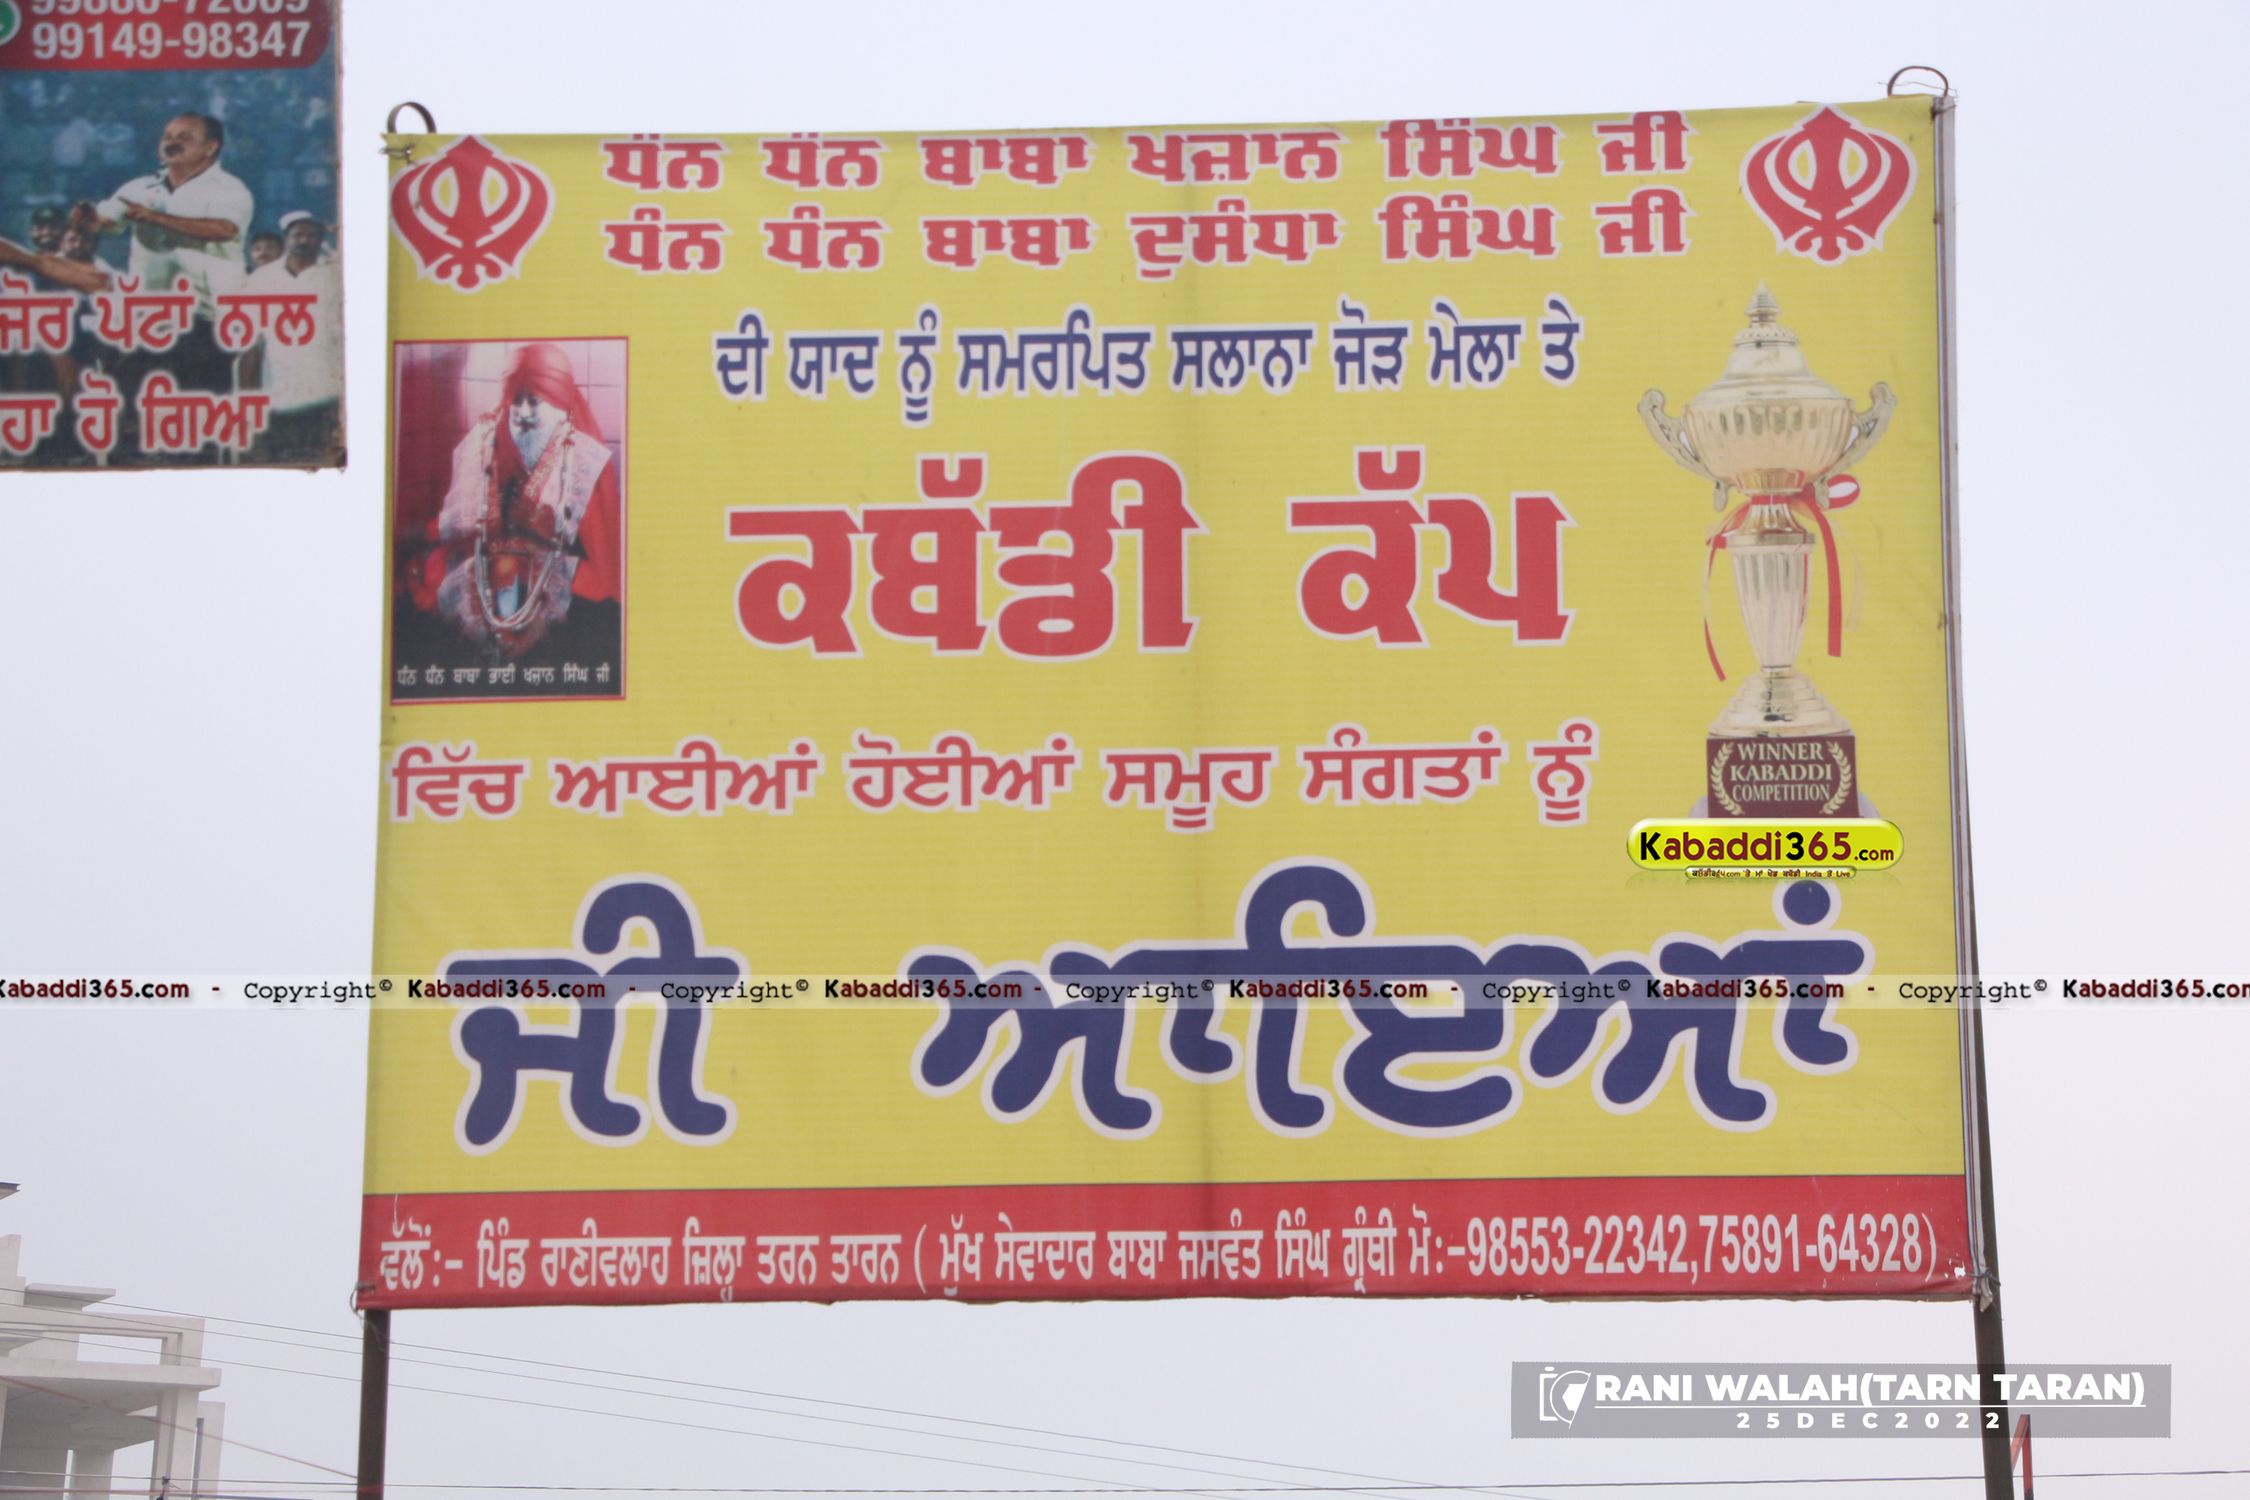 99880-72009
99149-98347
ਜ਼ੋਰ ਪੱਟਾਂ ਨਾਲ
ਹਾ ਹੋ ਗਿਆ
ਧੰਨ ਧੰਨ ਬਾਬਾ ਖਜ਼ਾਨ ਸਿੰਘ ਜੀ
ਧੰਨ ਧੰਨ ਬਾਬਾ ਦੁਸੰਧਾ ਸਿੰਘ ਜੀ
ਦੀ ਯਾਦ ਨੂੰ ਸਮਰਪਿਤ ਸਲਾਨਾ ਜੋੜ ਮੇਲਾ ਤੇ
ਕਬੱਡੀ ਕੱਪ
ਧੰਨ ਧੰਨ ਬਾਬਾ ਭਾਈ ਖਜ਼ਾਨ ਸਿੰਘ ਜੀ
ਵਿੱਚ ਆਈਆਂ ਹੋਈਆਂ ਸਮੂਹ ਸੰਗਤਾਂ ਨੂੰ
WINNER
KABADDI
COMPETITION
Kabaddi365.com
ਜੀ ਆਇਆਂ
Kabaddi365.com - Copyright© Kabaddi365.com - Copyright© Kabaddi365.com - Copyright© Kabaddi365.com - Copyright© Kabaddi365.com - Copyright© Kabaddi365.com
ਵੱਲੋਂ:- ਪਿੰਡ ਰਾਣੀਵਲਾਹ ਜ਼ਿਲ੍ਹਾ ਤਰਨ ਤਾਰਨ ( ਮੁੱਖ ਸੇਵਾਦਾਰ ਬਾਬਾ ਜਸਵੰਤ ਸਿੰਘ ਗ੍ਰੰਥੀ ਮੋ:-98553-22342,75891-64328)
RANI WALAH(TARN TARAN)
25DEC2022